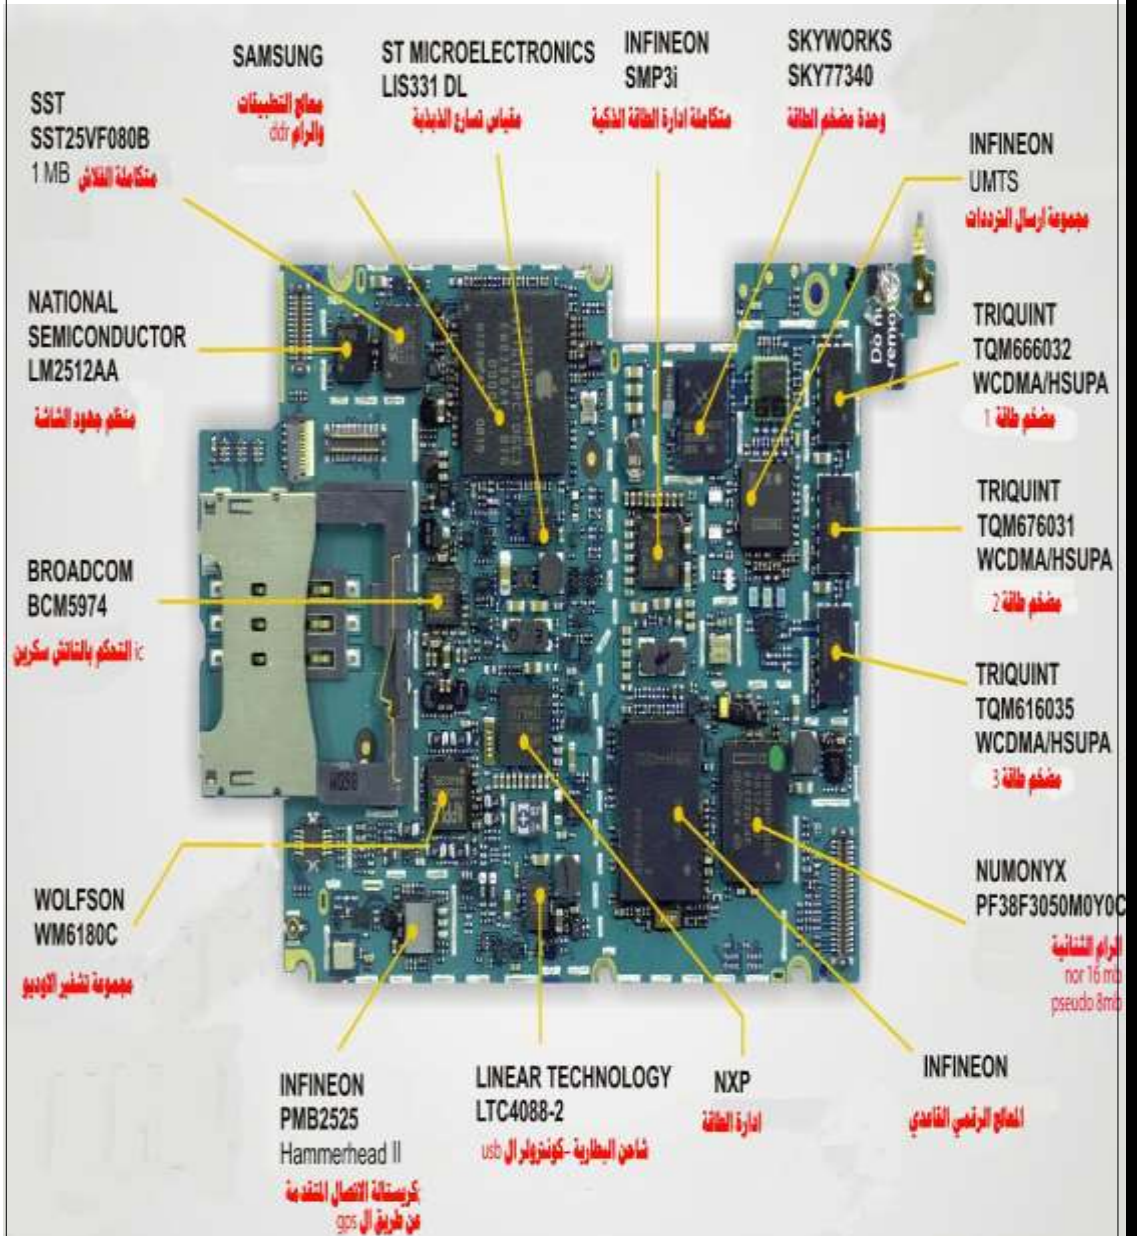 SAMSUNG
معالج التطبيقات
والرام ddr
ST MICROELECTRONICS
LIS331 DL
مقياس تسارع الذبذبة
INFINEON
SMP3i
متكاملة ادارة الطاقة الذكية
SKYWORKS
SKY77340
وحدة مضخم الطاقة
SST
SST25VF080B
1 MB متكاملة الفلاش
INFINEON
UMTS
مجموعة ارسال الترددات
NATIONAL
SEMICONDUCTOR
LM2512AA
منظم جهود الشاشة
TRIQUINT
TQM666032
WCDMA/HSUPA
مضخم طاقة 1
Do n
remo
TRIQUINT
TQM676031
WCDMA/HSUPA
مضخم طاقة 2
BROADCOM
BCM5974
ic التحكم بالتاتش سكرين
TRIQUINT
TQM616035
WCDMA/HSUPA
مضخم طاقة 3
WOLFSON
WM6180C
مجموعة تشفير الاوديو
NUMONYX
PF38F3050M0Y0C
الرام الثنائية
nor 16 mb
pseudo 8mb
INFINEON
PMB2525
Hammerhead II
كريستالة الاتصال المتقدمة
عن طريق ال gps
LINEAR TECHNOLOGY
LTC4088-2
شاحن البطارية -كونترولر ال usb
NXP
ادارة الطاقة
INFINEON
المعالج الرقمي القاعدي